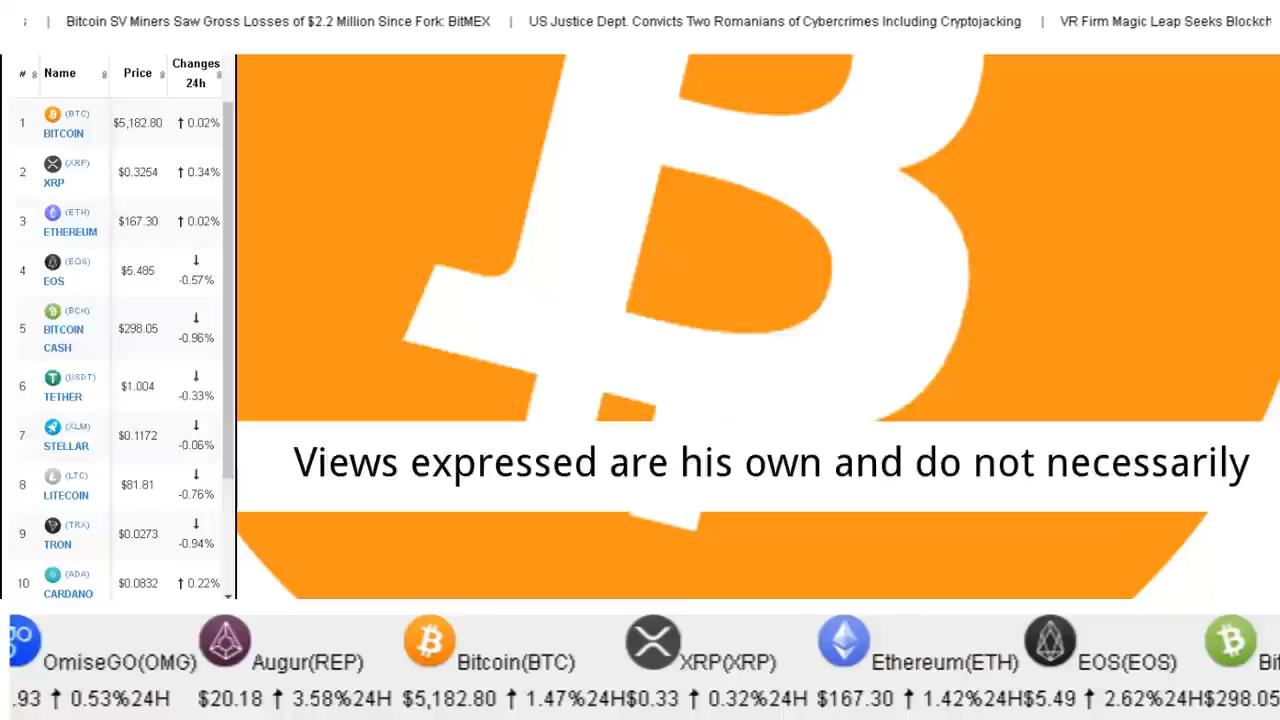 | Bitcoin SV Miners Saw Gross Losses of $2.2 Million Since Fork: BitMEX | US Justice Dept. Convicts Two Romanians of Cybercrimes Including Cryptojacking | VR Firm Magic Leap Seeks Blockch
# Name Price Changes 24h
1 (BTC) BITCOIN $5,182.80 ↑ 0.02%
2 (XRP) XRP $0.3254 ↑ 0.34%
3 (ETH) ETHEREUM $167.30 ↑ 0.02%
4 (EOS) EOS $5.485 ↓ -0.57%
5 (BCH) BITCOIN CASH $298.05 ↓ -0.96%
6 (USDT) TETHER $1.004 ↓ -0.33%
7 (XLM) STELLAR $0.1172 ↓ -0.06%
8 (LTC) LITECOIN $81.81 ↓ -0.76%
9 (TRX) TRON $0.0273 ↓ -0.94%
10 (ADA) CARDANO $0.0832 ↑ 0.22%
Views expressed are his own and do not necessarily
go OmiseGO(OMG) Augur(REP) Bitcoin(BTC) XRP(XRP) Ethereum(ETH) EOS(EOS) Bit
.93 ↑ 0.53%24H $20.18 ↑ 3.58%24H $5,182.80 ↑ 1.47%24H $0.33 ↑ 0.32%24H $167.30 ↑ 1.42%24H $5.49 ↑ 2.62%24H $298.05